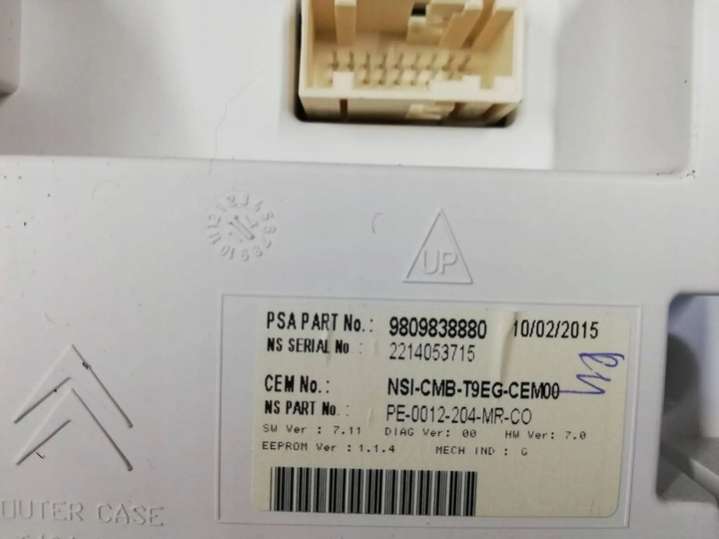 UP
PSA PART No.: 9809838880 10/02/2015
NS SERIAL No.: 2214053715
CEM No.: NSI-CMB-T9EG-CEM00
NS PART No.: PE-0012-204-MR-CO
SW Ver : 7.11 DIAG Ver: 00 HW Ver: 7.0
EEPROM Ver : 1.1.4 MECH IND : G
OUTER CASE